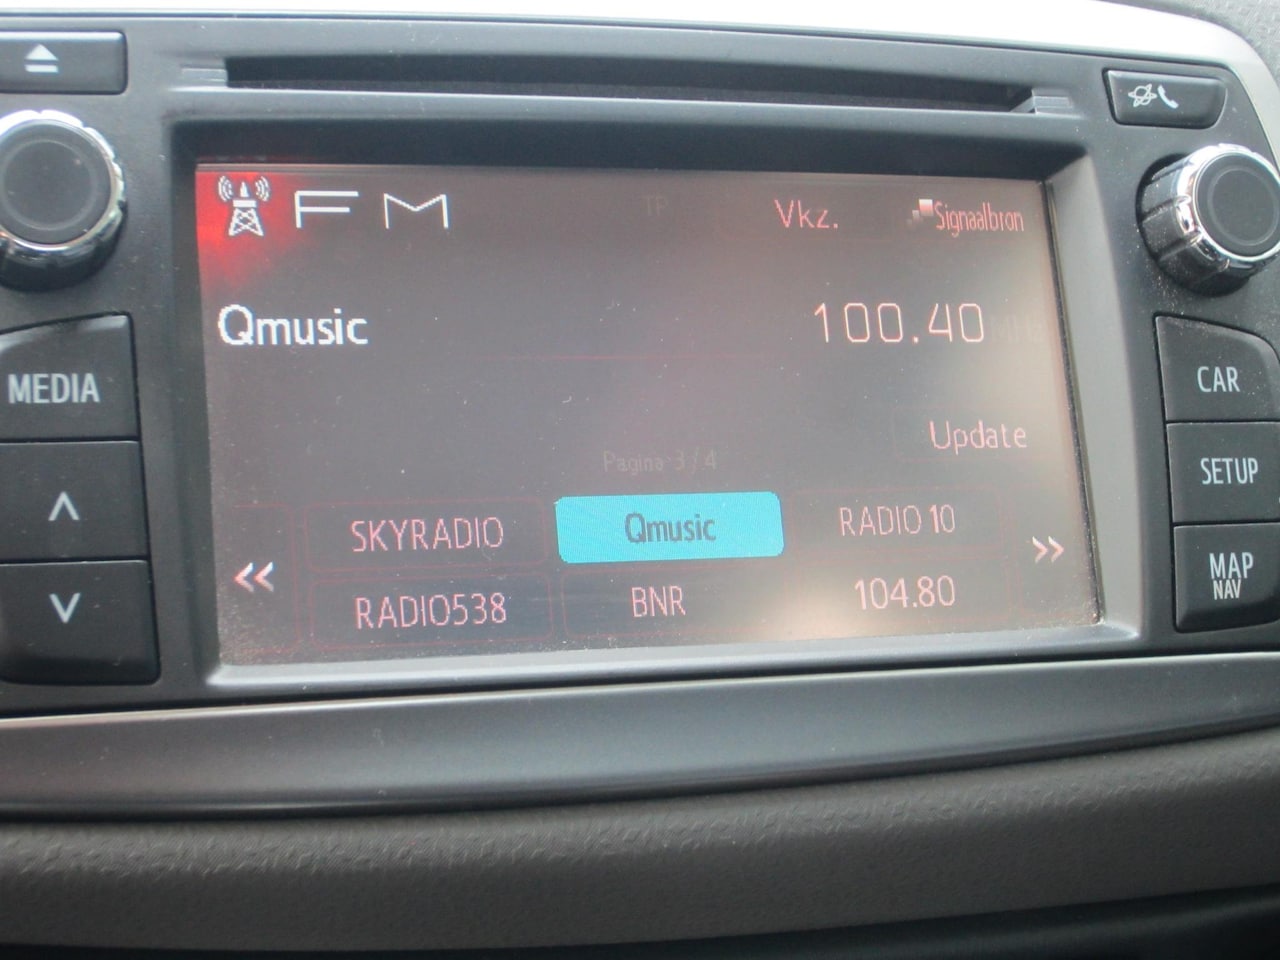 FM TP Vkz. Signaalbron
Qmusic 100.40 MHz
MEDIA
CAR
Update
Pagina 3/4
SETUP
SKYRADIO Qmusic RADIO 10
RADIO538 BNR 104.80
MAP
NAV